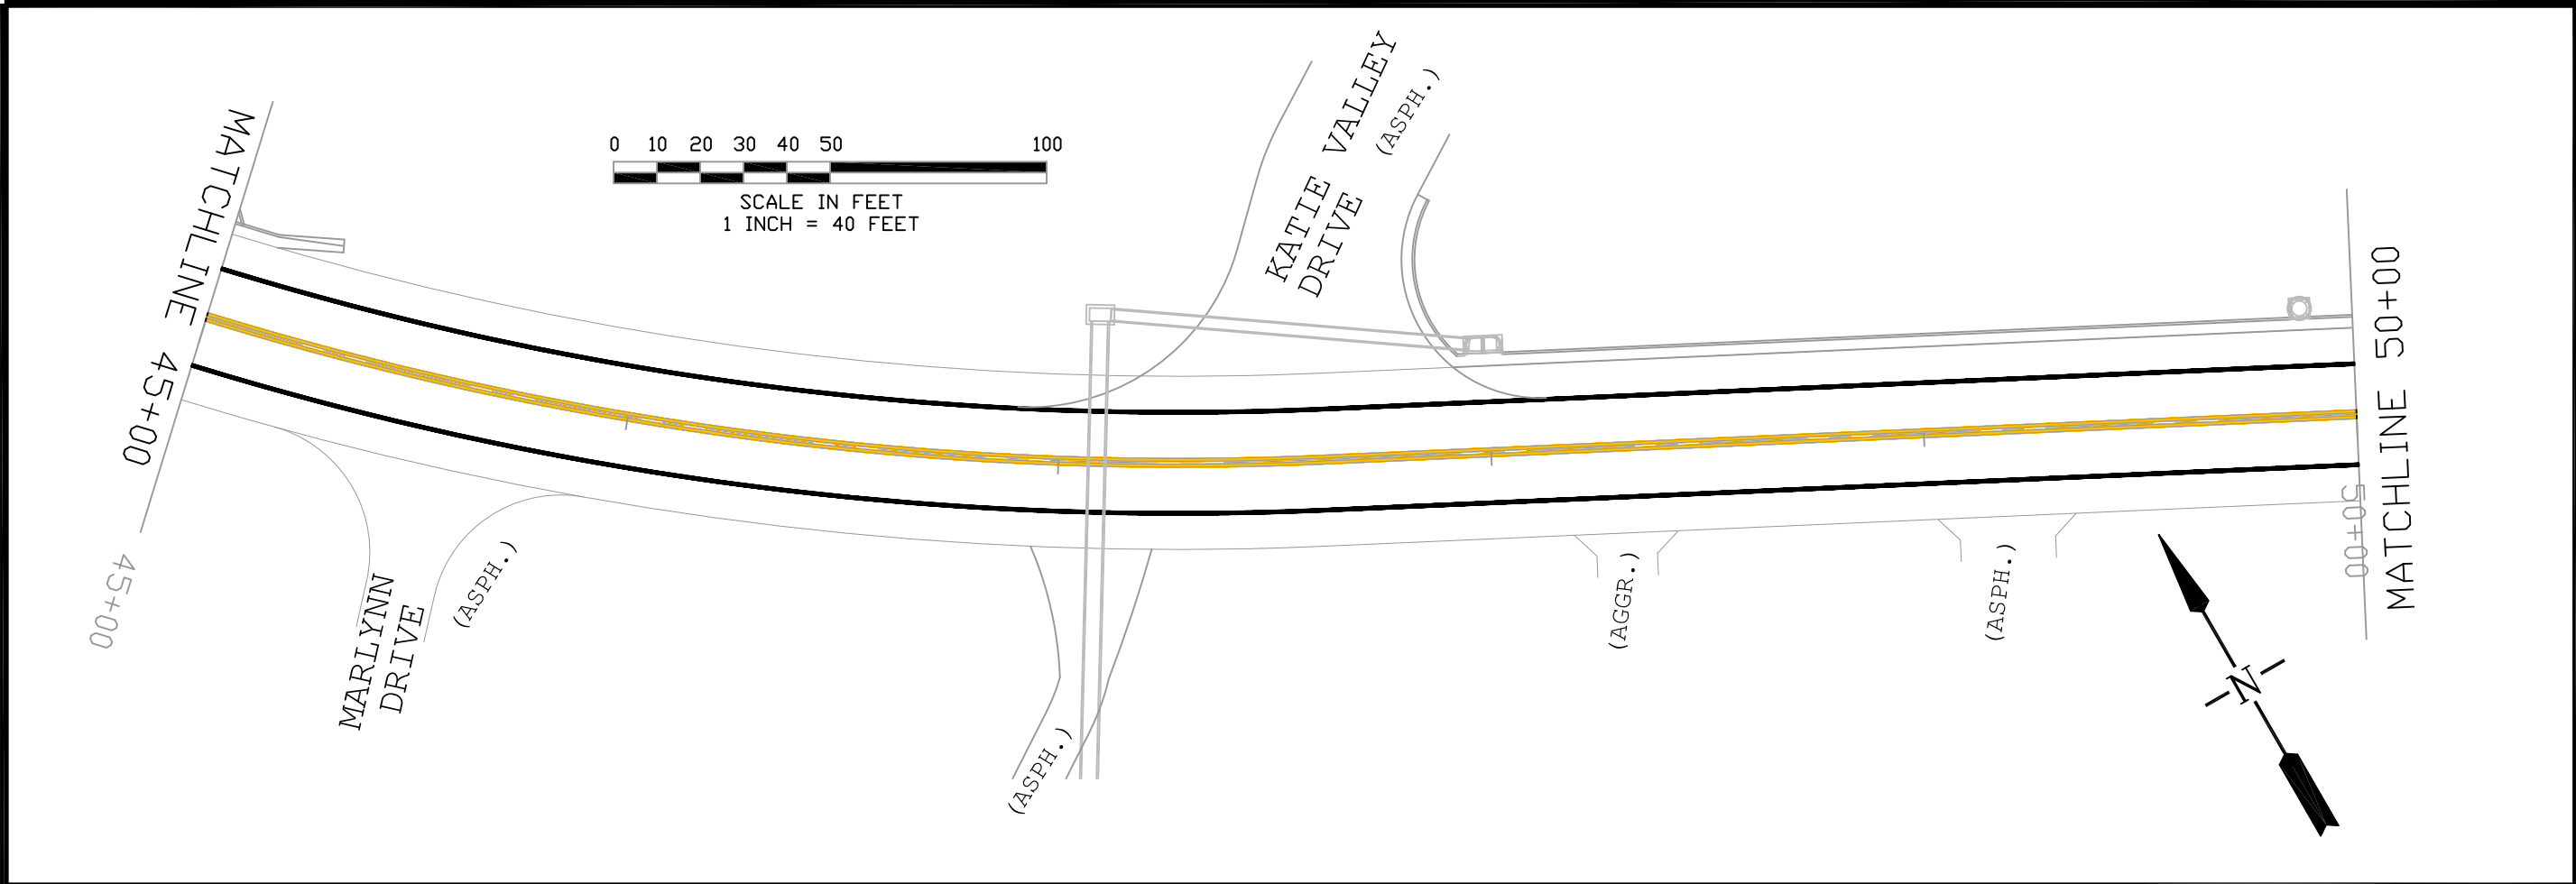 MATCHLINE 45+00
45+00
0 10 20 30 40 50 100
SCALE IN FEET
1 INCH = 40 FEET
KATIE VALLEY
DRIVE
(ASPH.)
MARLYNN
DRIVE
(ASPH.)
(ASPH.)
(AGGR.)
(ASPH.)
MATCHLINE 50+00
50+00
N